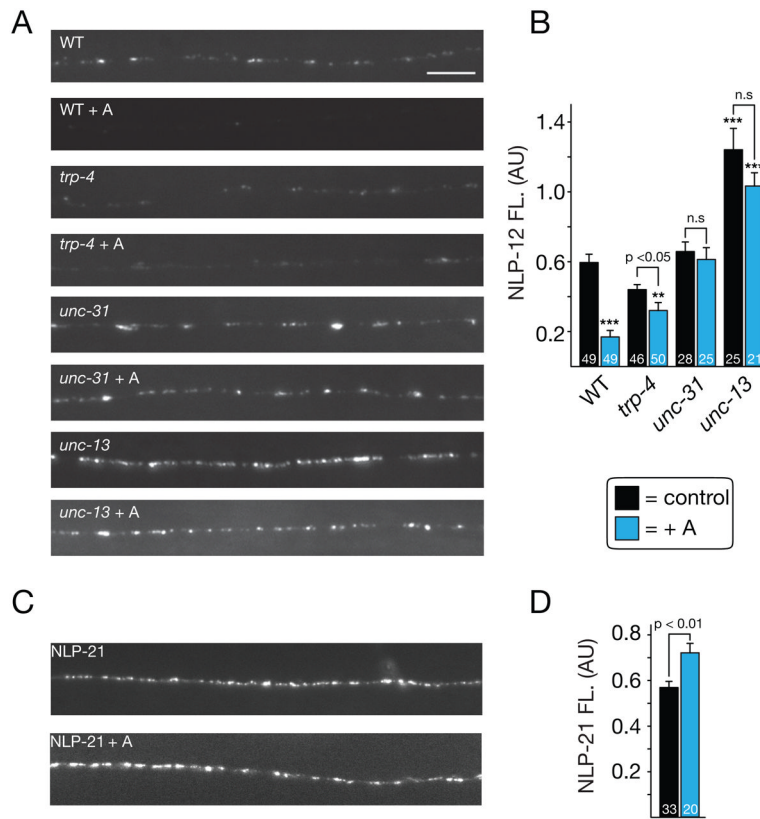 A
WT
WT + A
trp-4
trp-4 + A
unc-31
unc-31 + A
unc-13
unc-13 + A
B
NLP-12 FL. (AU)
1.4
1.0
0.6
0.2
***
p <0.05
**
n.s
***
n.s
***
49
49
46
50
28
25
25
21
WT
trp-4
unc-31
unc-13
= control
= + A
C
NLP-21
NLP-21 + A
D
NLP-21 FL. (AU)
0.8
0.6
0.4
0.2
p < 0.01
33
20